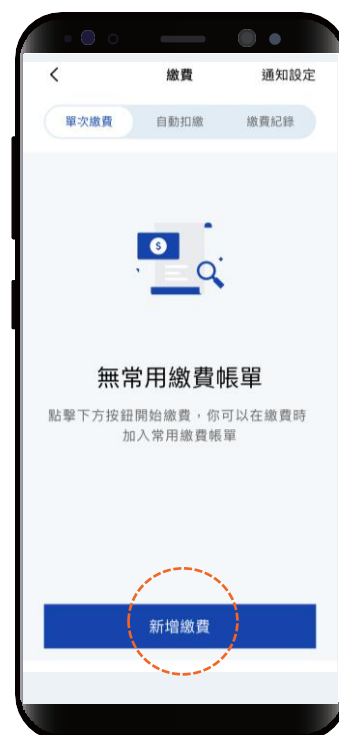 繳費 通知設定
單次繳費 自動扣繳 繳費紀錄
$
無常用繳費帳單
點擊下方按鈕開始繳費，你可以在繳費時
加入常用繳費帳單
新增繳費